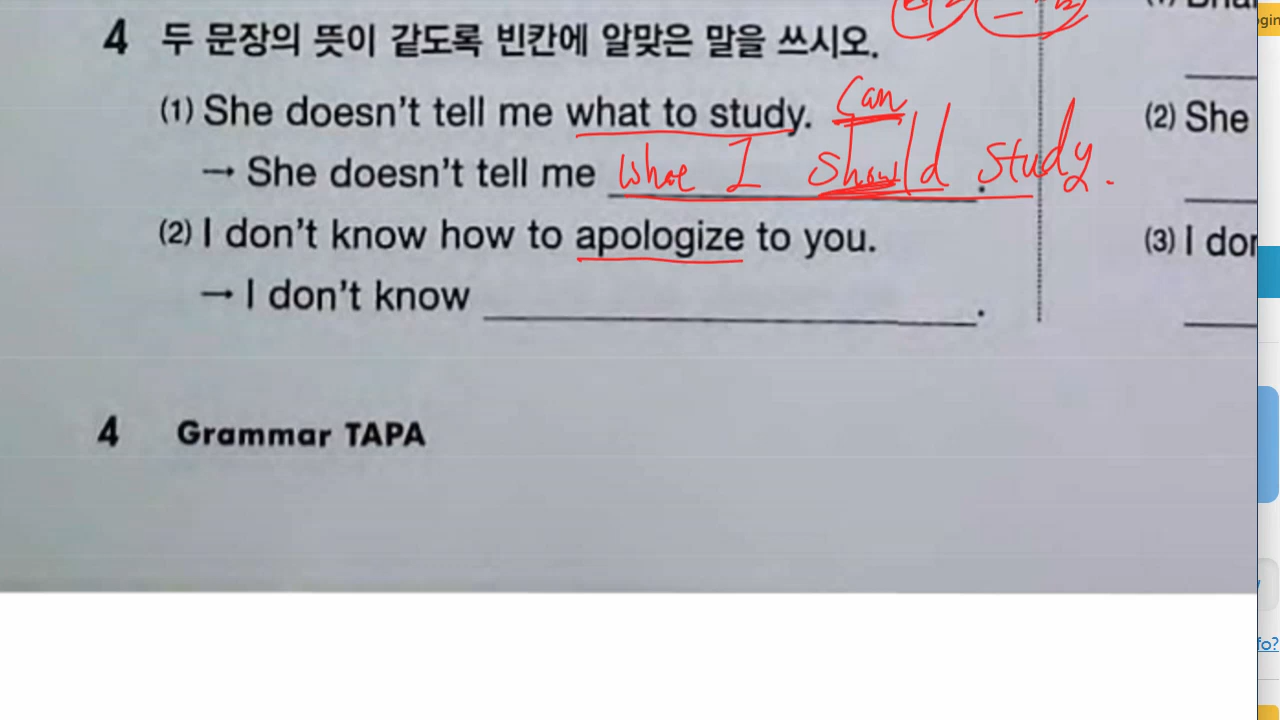 4 두 문장의 뜻이 같도록 빈칸에 알맞은 말을 쓰시오.
(1) She doesn't tell me what to study.
can
→ She doesn't tell me what I should study.
(2) I don't know how to apologize to you.
→ I don't know .
4 Grammar TAPA
(2) She
(3) I dor
fo?